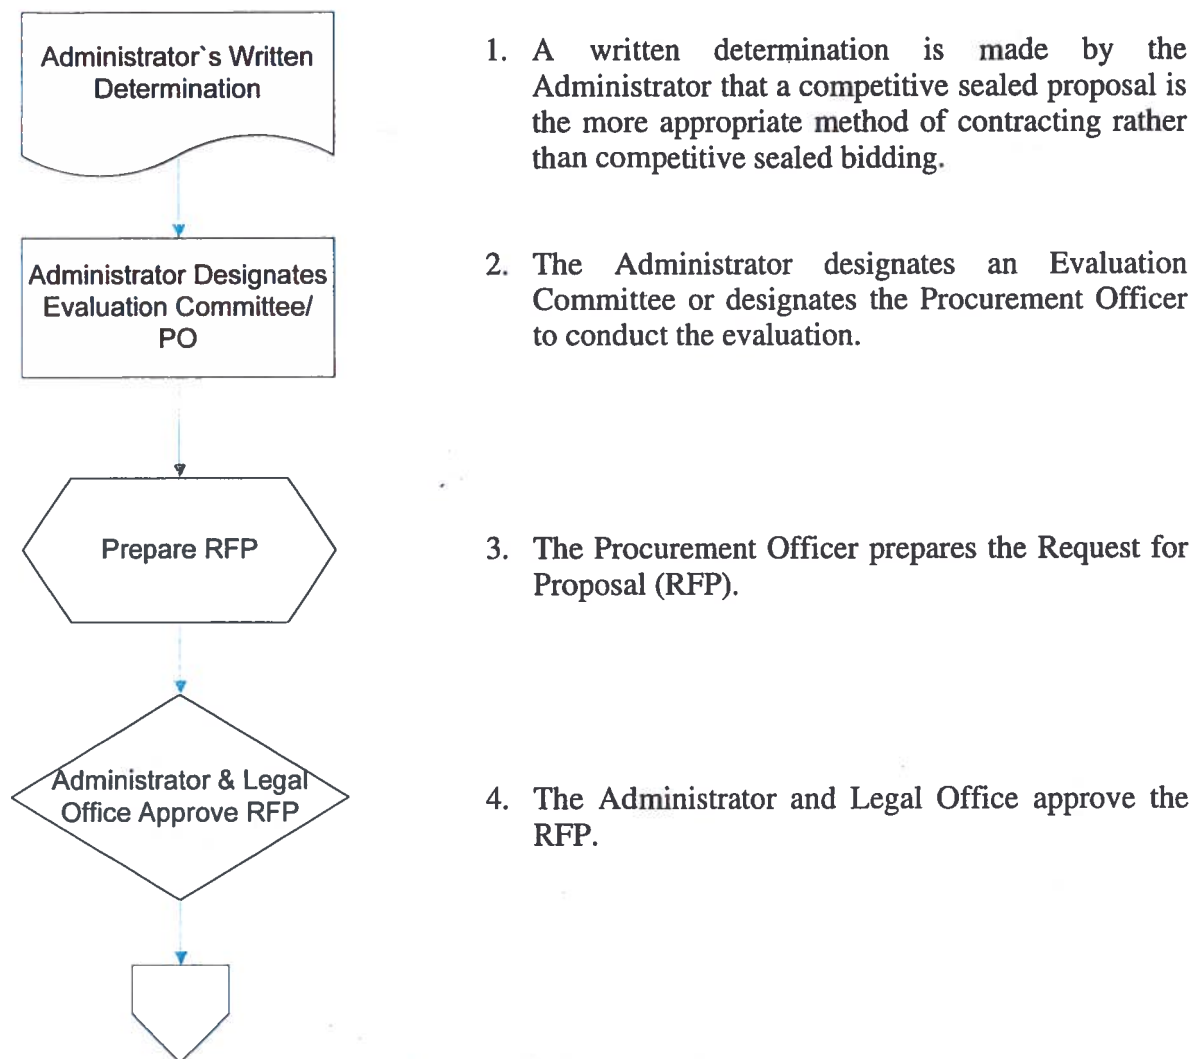 Administrator`s Written
Determination
1. A written determination is made by the
Administrator that a competitive sealed proposal is
the more appropriate method of contracting rather
than competitive sealed bidding.
Administrator Designates
Evaluation Committee/
PO
2. The Administrator designates an Evaluation
Committee or designates the Procurement Officer
to conduct the evaluation.
Prepare RFP
3. The Procurement Officer prepares the Request for
Proposal (RFP).
Administrator & Legal
Office Approve RFP
4. The Administrator and Legal Office approve the
RFP.